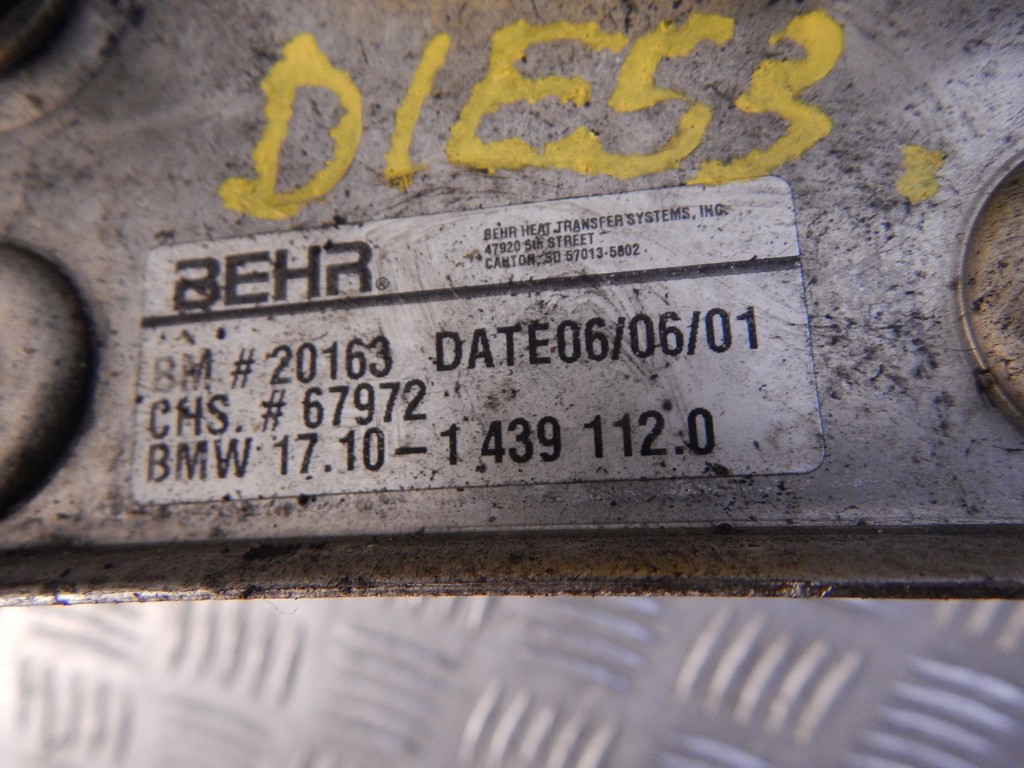 DIE53.
BEHR®
BEHR HEAT TRANSFER SYSTEMS, INC.
47920 5th STREET
CANTON, SD 57013-5802
BM # 20163 DATE06/06/01
CHS. # 67972
BMW 17.10-1 439 112.0